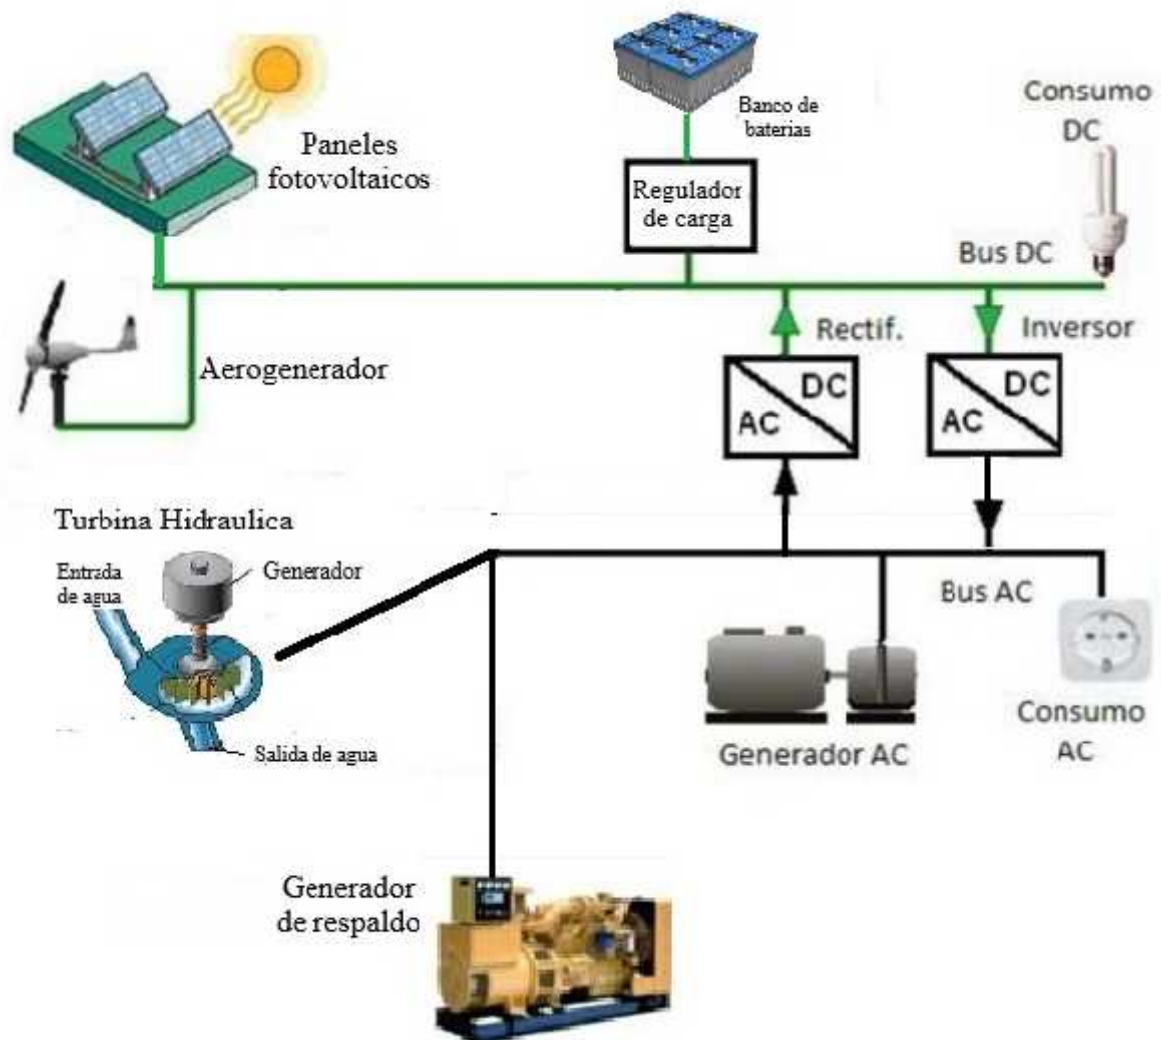 Paneles
fotovoltaicos
Banco de
baterias
Consumo
DC
Regulador
de carga
Bus DC
Aerogenerador
Rectif.
Inversor
DC
AC
DC
AC
Turbina Hidraulica
Entrada
de agua
Generador
Salida de agua
Bus AC
Generador AC
Consumo
AC
Generador
de respaldo